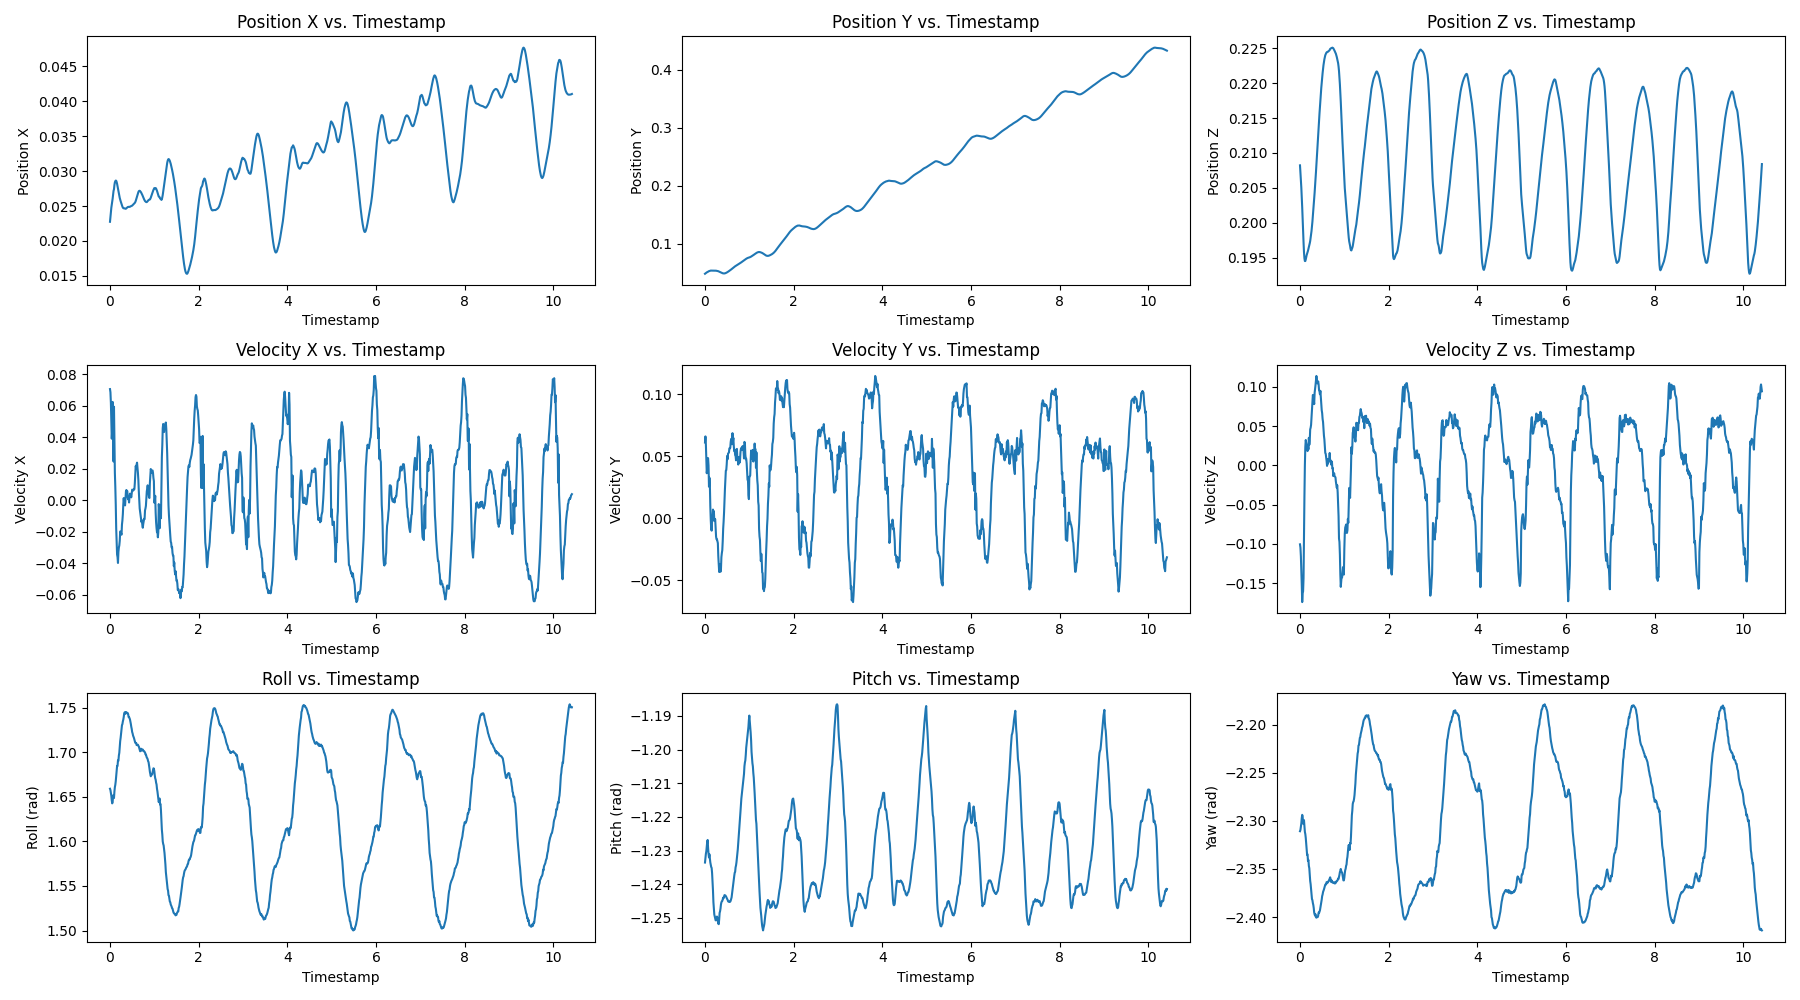 Position X vs. Timestamp
Position X
0.045
0.040
0.035
0.030
0.025
0.020
0.015
0 2 4 6 8 10
Timestamp
Position Y vs. Timestamp
Position Y
0.4
0.3
0.2
0.1
0 2 4 6 8 10
Timestamp
Position Z vs. Timestamp
Position Z
0.225
0.220
0.215
0.210
0.205
0.200
0.195
0 2 4 6 8 10
Timestamp
Velocity X vs. Timestamp
Velocity X
0.08
0.06
0.04
0.02
0.00
−0.02
−0.04
−0.06
0 2 4 6 8 10
Timestamp
Velocity Y vs. Timestamp
Velocity Y
0.10
0.05
0.00
−0.05
0 2 4 6 8 10
Timestamp
Velocity Z vs. Timestamp
Velocity Z
0.10
0.05
0.00
−0.05
−0.10
−0.15
0 2 4 6 8 10
Timestamp
Roll vs. Timestamp
Roll (rad)
1.75
1.70
1.65
1.60
1.55
1.50
0 2 4 6 8 10
Timestamp
Pitch vs. Timestamp
Pitch (rad)
−1.19
−1.20
−1.21
−1.22
−1.23
−1.24
−1.25
0 2 4 6 8 10
Timestamp
Yaw vs. Timestamp
Yaw (rad)
−2.20
−2.25
−2.30
−2.35
−2.40
0 2 4 6 8 10
Timestamp